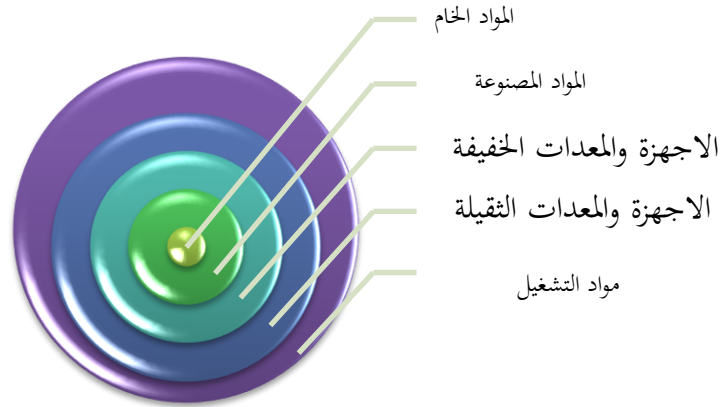 المواد الخام
المواد المصنوعة
الاجهزة والمعدات الخفيفة
الاجهزة والمعدات الثقيلة
مواد التشغيل